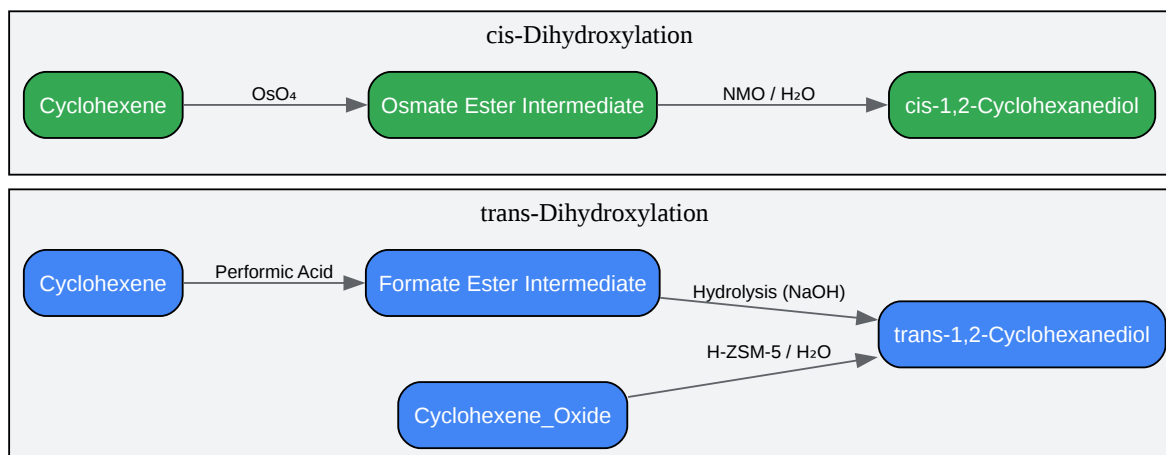 cis-Dihydroxylation
Cyclohexene
OsO₄
Osmate Ester Intermediate
NMO / H₂O
cis-1,2-Cyclohexanediol
trans-Dihydroxylation
Cyclohexene
Performic Acid
Formate Ester Intermediate
Hydrolysis (NaOH)
trans-1,2-Cyclohexanediol
H-ZSM-5 / H₂O
Cyclohexene_Oxide